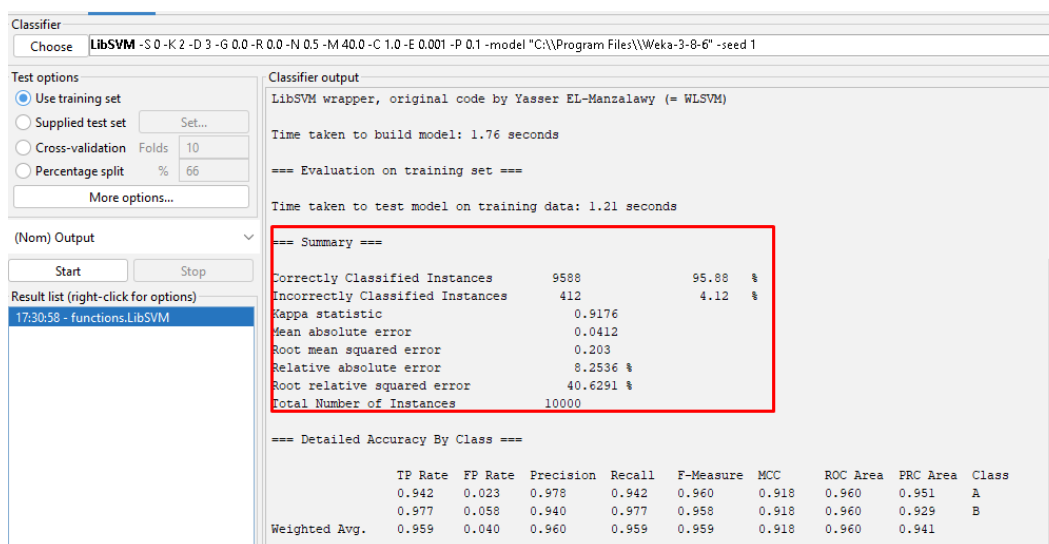 Classifier
Choose LibSVM -S 0 -K 2 -D 3 -G 0.0 -R 0.0 -N 0.5 -M 40.0 -C 1.0 -E 0.001 -P 0.1 -model "C:\\Program Files\\Weka-3-8-6" -seed 1
Test options
Use training set
Supplied test set Set...
Cross-validation Folds 10
Percentage split % 66
More options...
(Nom) Output
Start Stop
Result list (right-click for options)
17:30:58 - functions.LibSVM
Classifier output
LibSVM wrapper, original code by Yasser EL-Manzalawy (= WLSVM)
Time taken to build model: 1.76 seconds
=== Evaluation on training set ===
Time taken to test model on training data: 1.21 seconds
=== Summary ===
Correctly Classified Instances 9588 95.88 %
Incorrectly Classified Instances 412 4.12 %
Kappa statistic 0.9176
Mean absolute error 0.0412
Root mean squared error 0.203
Relative absolute error 8.2536 %
Root relative squared error 40.6291 %
Total Number of Instances 10000
=== Detailed Accuracy By Class ===
TP Rate FP Rate Precision Recall F-Measure MCC ROC Area PRC Area Class
0.942 0.023 0.978 0.942 0.960 0.918 0.960 0.951 A
0.977 0.058 0.940 0.977 0.958 0.918 0.960 0.929 B
Weighted Avg. 0.959 0.040 0.960 0.959 0.959 0.918 0.960 0.941